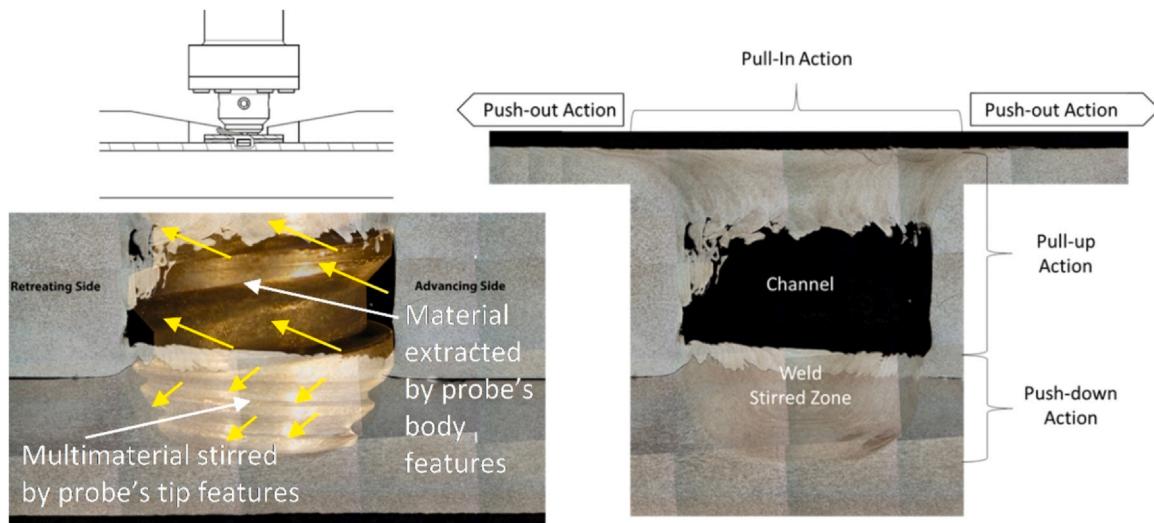 Retreating Side
Advancing Side
Material
extracted
by probe's
body
features
Multimaterial stirred
by probe's tip features
Pull-In Action
Push-out Action
Push-out Action
Channel
Pull-up
Action
Weld
Stirred Zone
Push-down
Action